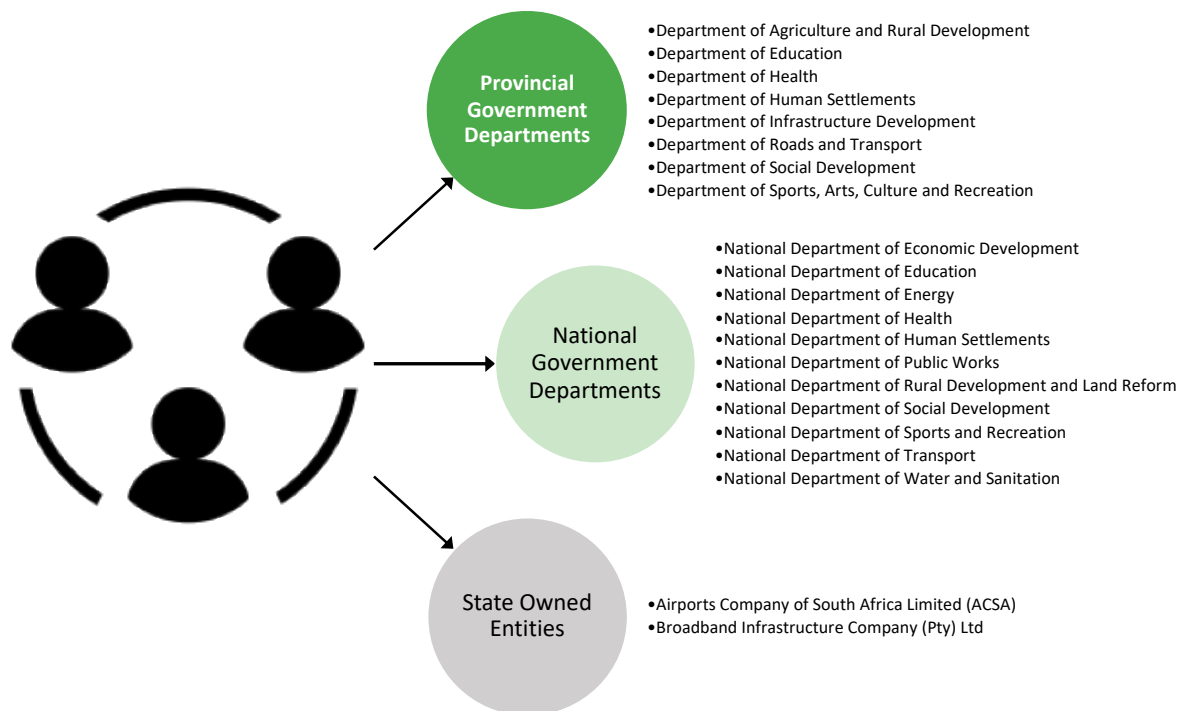 Provincial
Government
Departments
•Department of Agriculture and Rural Development
•Department of Education
•Department of Health
•Department of Human Settlements
•Department of Infrastructure Development
•Department of Roads and Transport
•Department of Social Development
•Department of Sports, Arts, Culture and Recreation
National
Government
Departments
•National Department of Economic Development
•National Department of Education
•National Department of Energy
•National Department of Health
•National Department of Human Settlements
•National Department of Public Works
•National Department of Rural Development and Land Reform
•National Department of Social Development
•National Department of Sports and Recreation
•National Department of Transport
•National Department of Water and Sanitation
State Owned
Entities
•Airports Company of South Africa Limited (ACSA)
•Broadband Infrastructure Company (Pty) Ltd